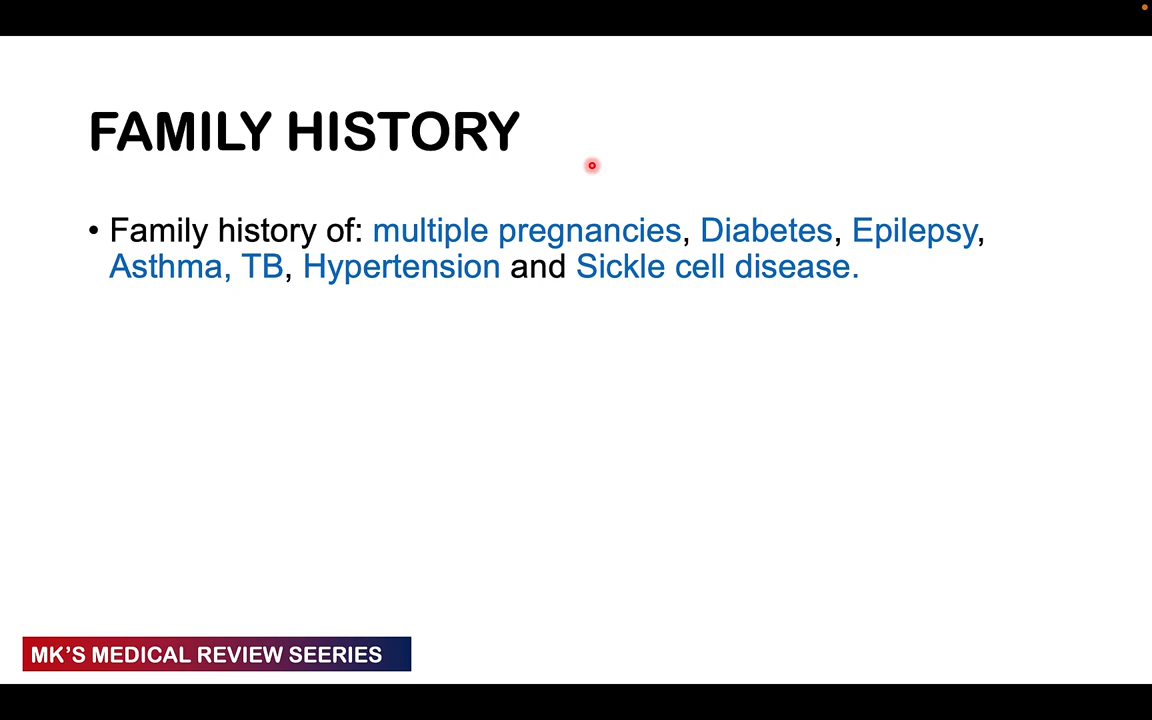 FAMILY HISTORY
• Family history of: multiple pregnancies, Diabetes, Epilepsy,
Asthma, TB, Hypertension and Sickle cell disease.
MK'S MEDICAL REVIEW SEERIES